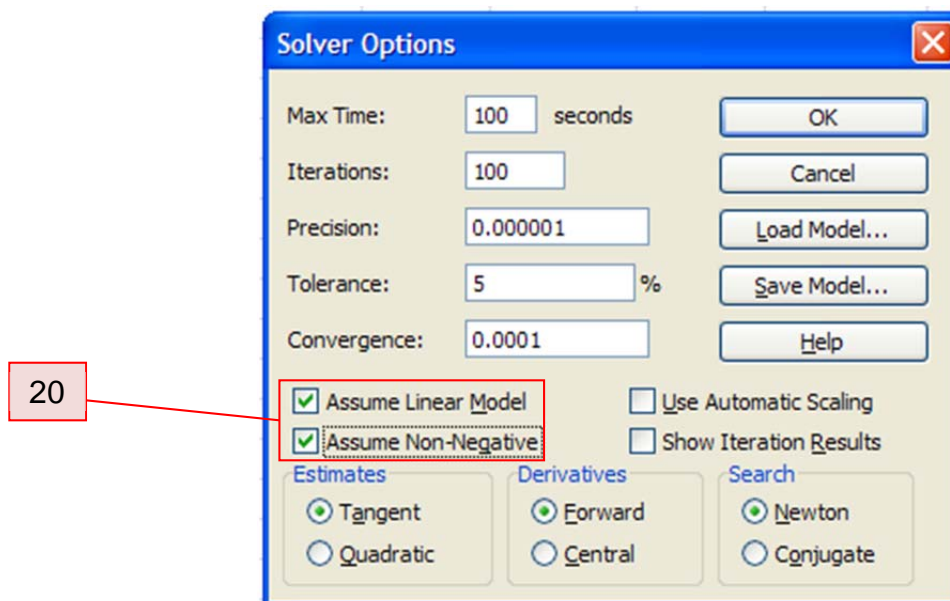 Solver Options
Max Time: 100 seconds OK
Iterations: 100 Cancel
Precision: 0.000001 Load Model...
Tolerance: 5 % Save Model...
Convergence: 0.0001 Help
20
Assume Linear Model Use Automatic Scaling
Assume Non-Negative Show Iteration Results
Estimates Derivatives Search
Tangent Forward Newton
Quadratic Central Conjugate